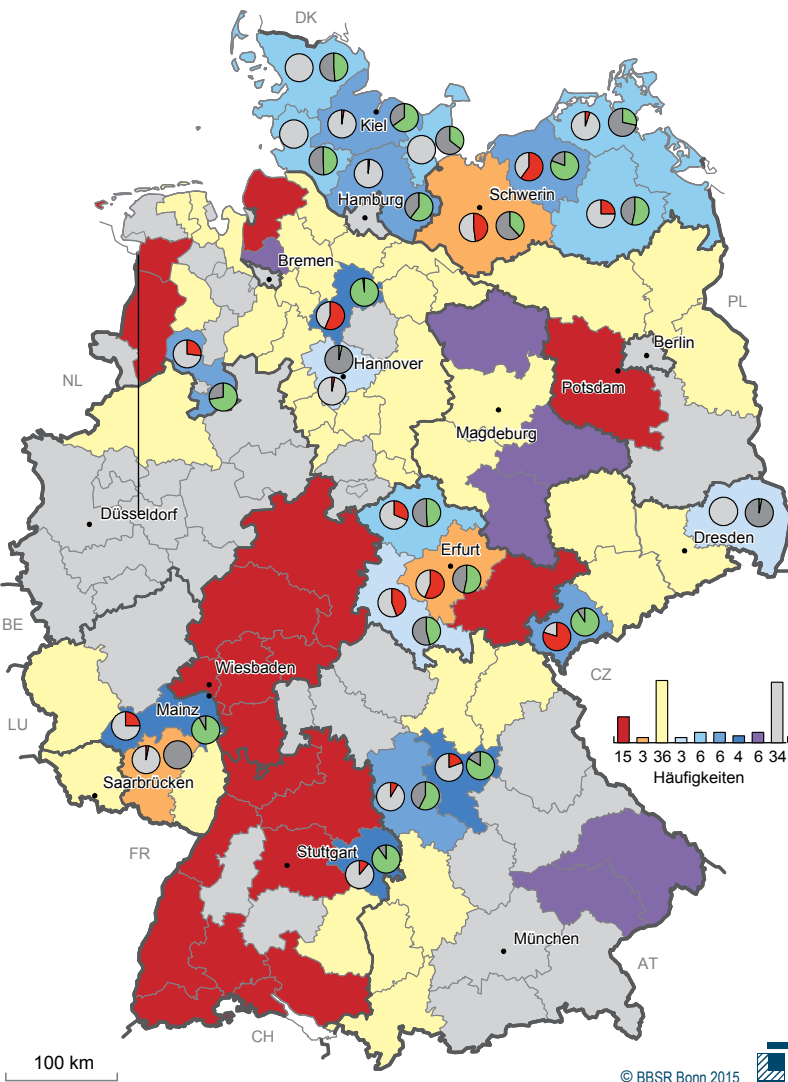 DK
Kiel
Hamburg
Schwerin
Bremen
PL
Berlin
Hannover
NL
Potsdam
Magdeburg
Düsseldorf
Dresden
Erfurt
BE
Wiesbaden
CZ
Mainz
LU
15 3 36 3 6 6 4 6 34
Häufigkeiten
Saarbrücken
FR
Stuttgart
München
AT
CH
100 km
© BBSR Bonn 2015